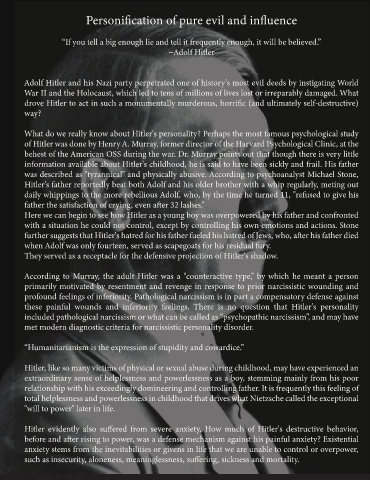 Personification of pure evil and influence
“If you tell a big enough lie and tell it frequently enough, it will be believed.”
~Adolf Hitler
Adolf Hitler and his Nazi party perpetrated one of history's most evil deeds by instigating World
War II and the Holocaust, which led to tens of millions of lives lost or irreparably damaged. What
drove Hitler to act in such a monumentally murderous, horrific (and ultimately self-destructive)
way?
What do we really know about Hitler's personality? Perhaps the most famous psychological study
of Hitler was done by Henry A. Murray, former director of the Harvard Psychological Clinic, at the
behest of the American OSS during the war. Dr. Murray points out that though there is very little
information available about Hitler's childhood, he is said to have been sickly and frail. His father
was described as "tyrannical" and physically abusive. According to psychoanalyst Michael Stone,
Hitler's father reportedly beat both Adolf and his older brother with a whip regularly, meting out
daily whippings to the more rebellious Adolf, who, by the time he turned 11, "refused to give his
father the satisfaction of crying, even after 32 lashes."
Here we can begin to see how Hitler as a young boy was overpowered by his father and confronted
with a situation he could not control, except by controlling his own emotions and actions. Stone
further suggests that Hitler's hatred for his father fueled his hatred of Jews, who, after his father died
when Adolf was only fourteen, served as scapegoats for his residual fury.
They served as a receptacle for the defensive projection of Hitler's shadow.
According to Murray, the adult Hitler was a "counteractive type," by which he meant a person
primarily motivated by resentment and revenge in response to prior narcissistic wounding and
profound feelings of inferiority. Pathological narcissism is in part a compensatory defense against
these painful wounds and inferiority feelings. There is no question that Hitler's personality
included pathological narcissism or what can be called as "psychopathic narcissism", and may have
met modern diagnostic criteria for narcissistic personality disorder.
“Humanitarianism is the expression of stupidity and cowardice.”
Hitler, like so many victims of physical or sexual abuse during childhood, may have experienced an
extraordinary sense of helplessness and powerlessness as a boy, stemming mainly from his poor
relationship with his exceedingly domineering and controlling father. It is frequently this feeling of
total helplessness and powerlessness in childhood that drives what Nietzsche called the exceptional
"will to power" later in life.
Hitler evidently also suffered from severe anxiety. How much of Hitler's destructive behavior,
before and after rising to power, was a defense mechanism against his painful anxiety? Existential
anxiety stems from the inevitabilities or givens in life that we are unable to control or overpower,
such as insecurity, aloneness, meaninglessness, suffering, sickness and mortality.